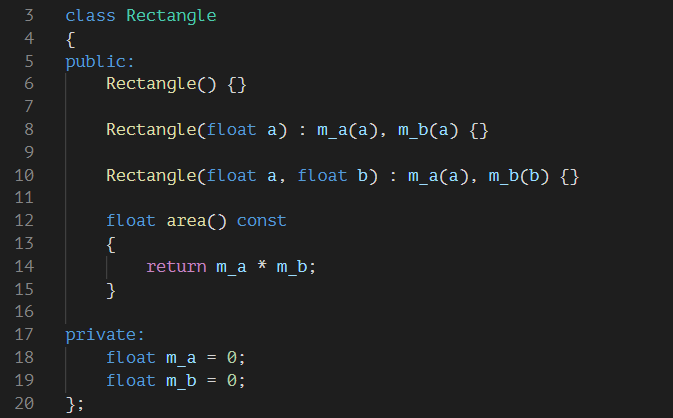 3 class Rectangle
4 {
5 public:
6     Rectangle() {}
7
8     Rectangle(float a) : m_a(a), m_b(a) {}
9
10     Rectangle(float a, float b) : m_a(a), m_b(b) {}
11
12     float area() const
13     {
14         return m_a * m_b;
15     }
16
17 private:
18     float m_a = 0;
19     float m_b = 0;
20 };